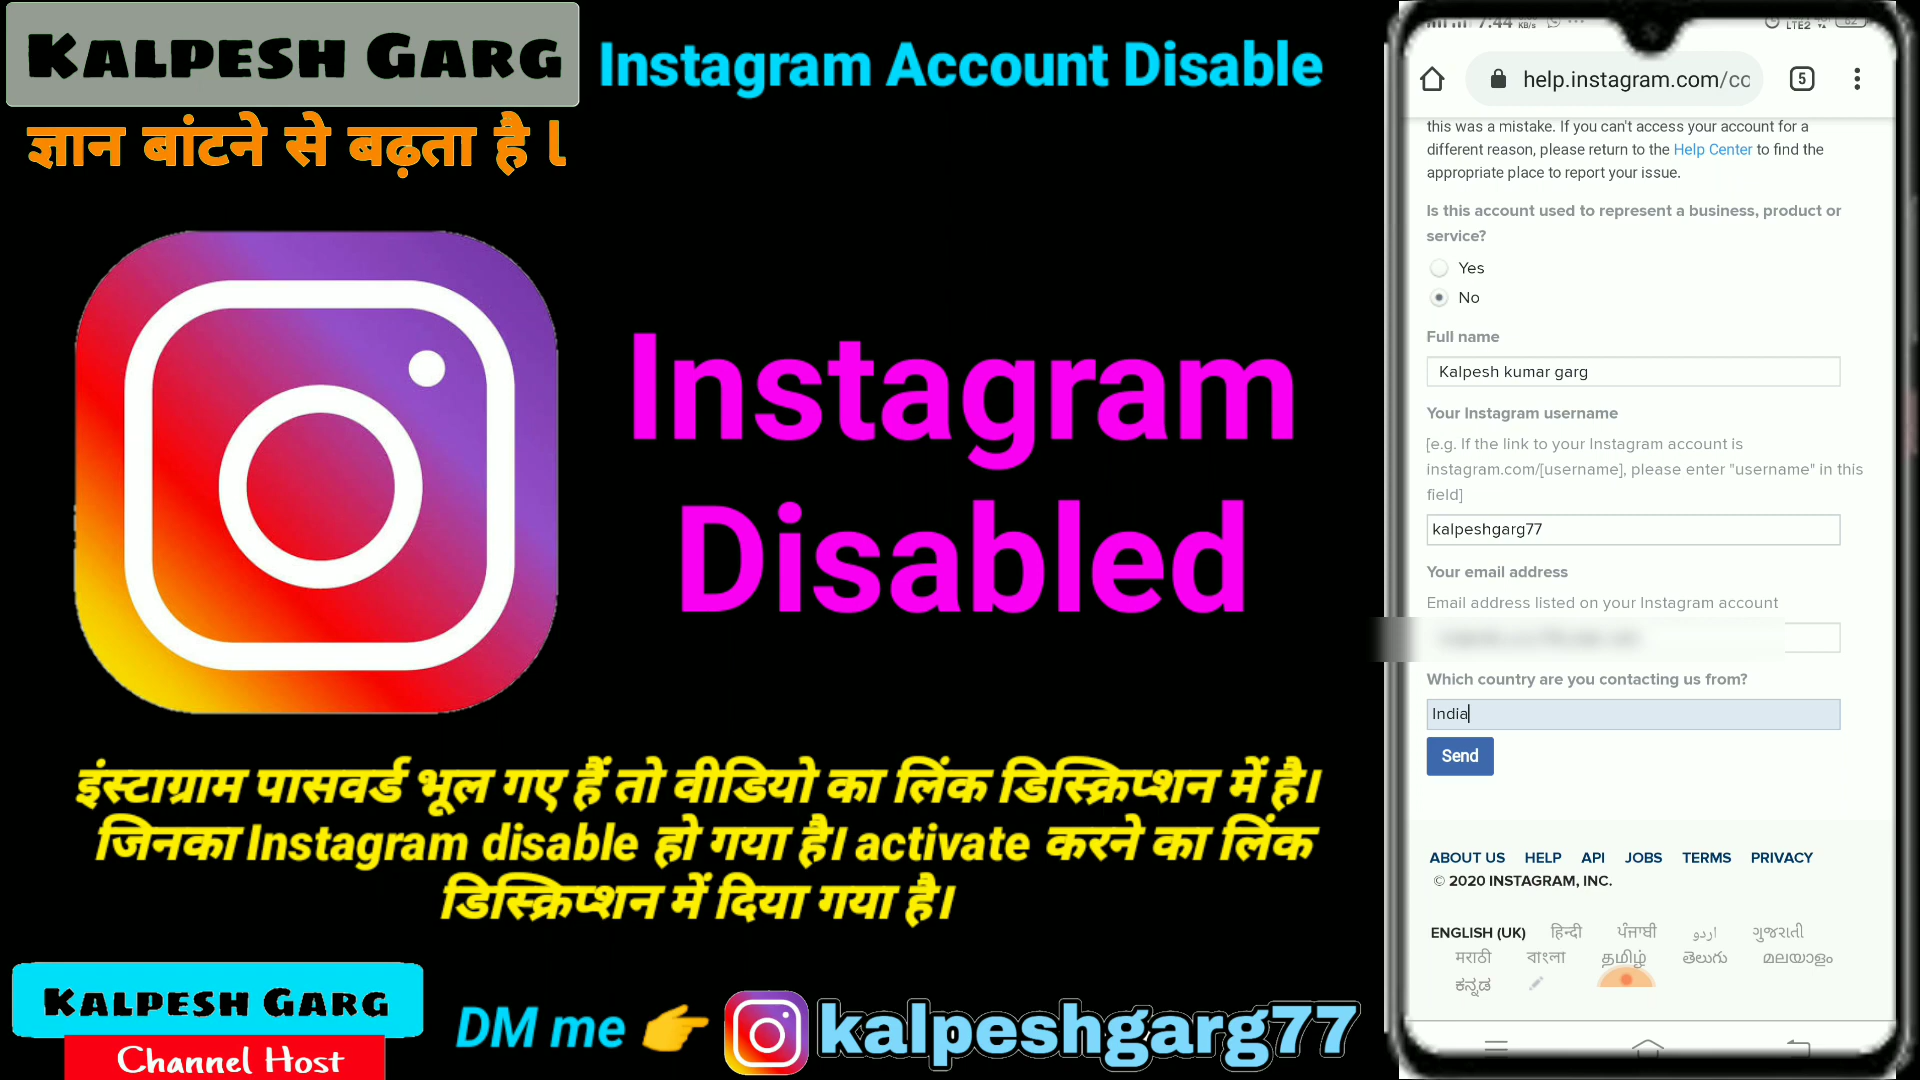 KALPESH GARG
ज्ञान बांटने से बढ़ता है l
Instagram Account Disable
Instagram
Disabled
इंस्टाग्राम पासवर्ड भूल गए हैं तो वीडियो का लिंक डिस्क्रिप्शन में है।
जिनका Instagram disable हो गया है। activate करने का लिंक
डिस्क्रिप्शन में दिया गया है।
KALPESH GARG
Channel Host
DM me
kalpeshgarg77
7:44
KB/s
LTE2
help.instagram.com/cc
5
this was a mistake. If you can't access your account for a
different reason, please return to the Help Center to find the
appropriate place to report your issue.
Is this account used to represent a business, product or
service?
Yes
No
Full name
Kalpesh kumar garg
Your Instagram username
[e.g. If the link to your Instagram account is
instagram.com/[username], please enter "username" in this
field]
kalpeshgarg77
Your email address
Email address listed on your Instagram account
Which country are you contacting us from?
India
Send
ABOUT US HELP API JOBS TERMS PRIVACY
© 2020 INSTAGRAM, INC.
ENGLISH (UK) हिन्दी ਪੰਜਾਬੀ اردو ગુજરાતી
मराठी বাংলা தமிழ் తెలుగు മലയാളം
ಕನ್ನಡ